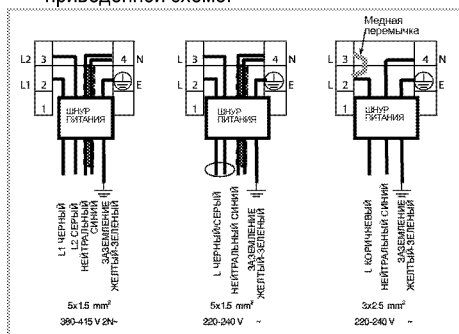 приведенной схеме.
Медная
перемычка
L2 3 4 N
L1 2 E
1
ШНУР
ПИТАНИЯ
L1 ЧЕРНЫЙ
L2 СЕРЫЙ
НЕЙТРАЛЬНЫЙ
СИНИЙ
ЗАЗЕМЛЕНИЕ
ЖЕЛТЫЙ-ЗЕЛЕНЫЙ
5x1.5 mm²
380-415 V 2N~
L 3 4 N
L 2 E
1
ШНУР
ПИТАНИЯ
L ЧЕРНЫЙ/СЕРЫЙ
НЕЙТРАЛЬНЫЙ СИНИЙ
ЗАЗЕМЛЕНИЕ
ЖЕЛТЫЙ-ЗЕЛЕНЫЙ
5x1.5 mm²
220-240 V ~
L 3 4 N
L 2 E
1
ШНУР
ПИТАНИЯ
L КОРИЧНЕВЫЙ
НЕЙТРАЛЬНЫЙ СИНИЙ
ЗАЗЕМЛЕНИЕ
ЖЕЛТЫЙ-ЗЕЛЕНЫЙ
3x2.5 mm²
220-240 V ~